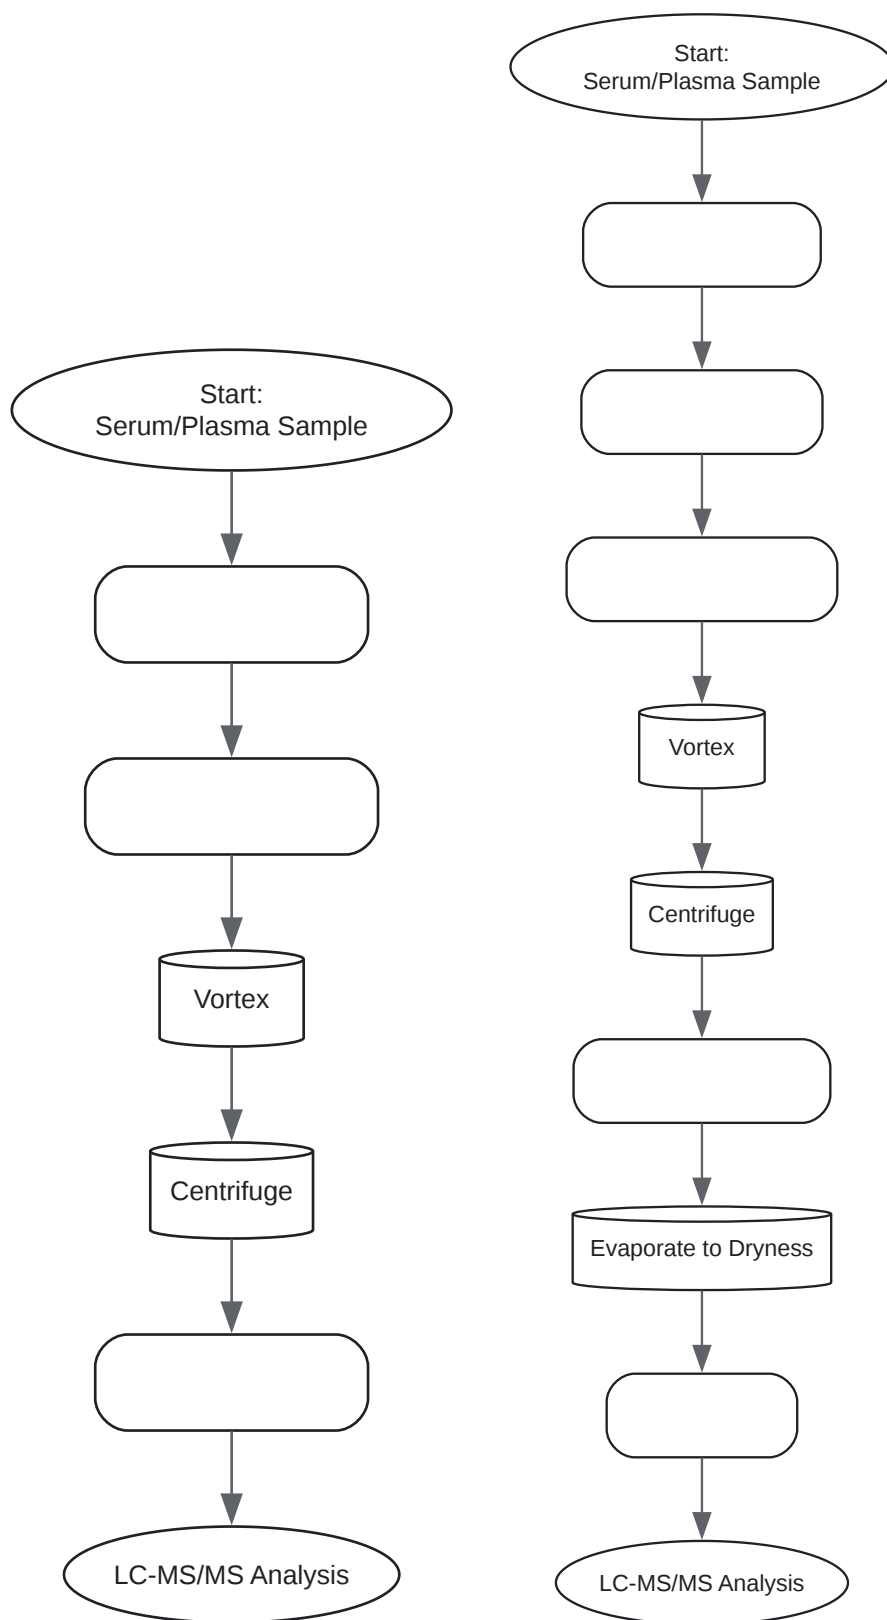 Start:
Serum/Plasma Sample
Vortex
Centrifuge
LC-MS/MS Analysis
Start:
Serum/Plasma Sample
Vortex
Centrifuge
Evaporate to Dryness
LC-MS/MS Analysis